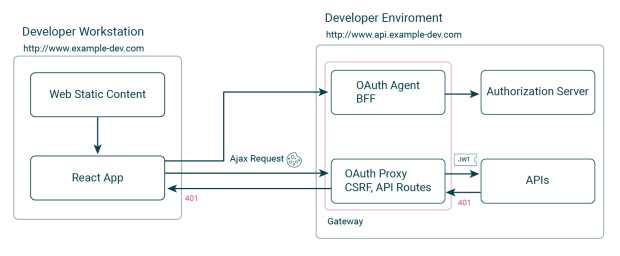 Developer Workstation
http://www.example-dev.com
Developer Enviroment
http://www.api.example-dev.com
Web Static Content
OAuth Agent
BFF
Authorization Server
Ajax Request
React App
OAuth Proxy
CSRF, API Routes
JWT
APIs
401
401
Gateway